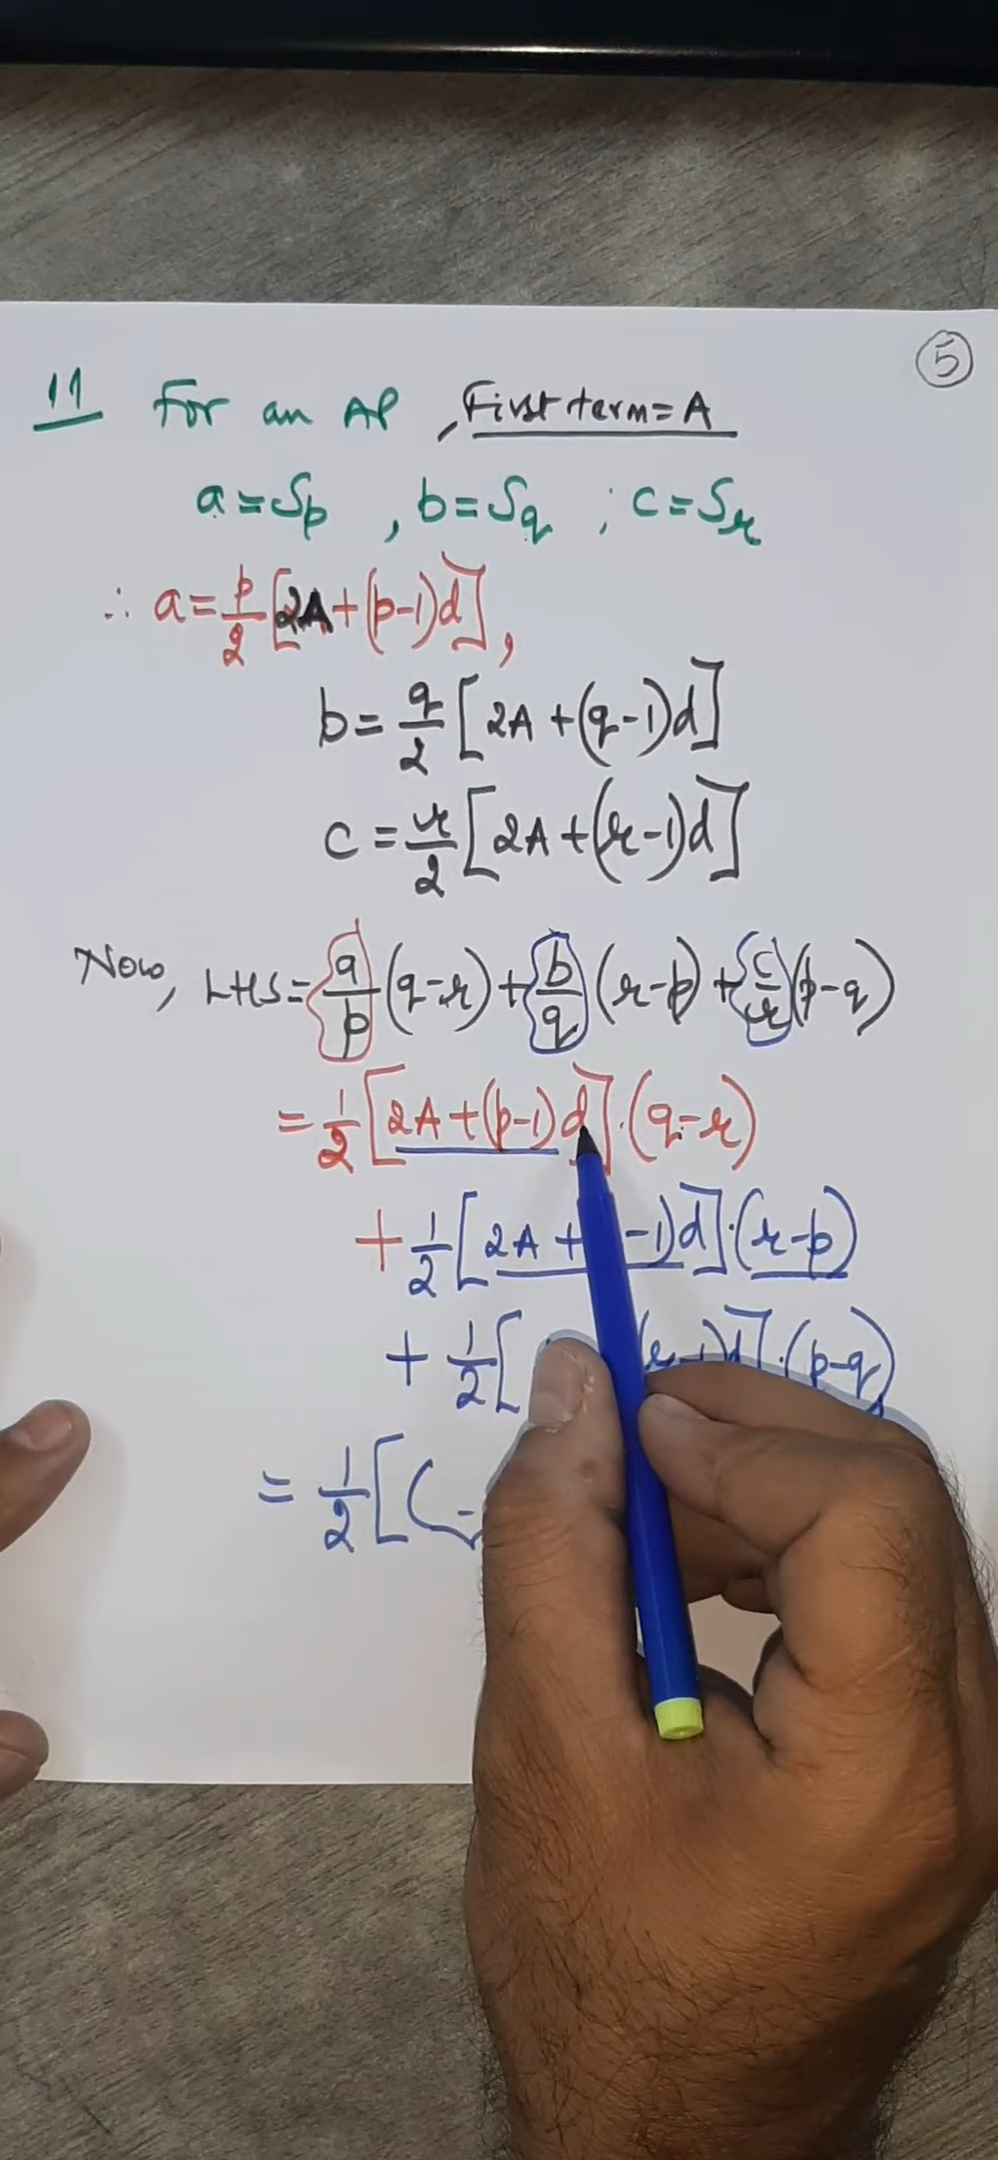 5
11 For an AP, First term = A
a = Sp , b = Sq ; c = Sr
∴ a = p/2 [2A + (p-1)d] ,
b = q/2 [2A + (q-1)d]
c = r/2 [2A + (r-1)d]
Now, LHS = a/p (q-r) + b/q (r-p) + c/r (p-q)
= 1/2 [2A + (p-1)d] · (q-r)
+ 1/2 [2A + -1)d] · (r-p)
+ 1/2 [ (r-1)d] · (p-q)
= 1/2 [(